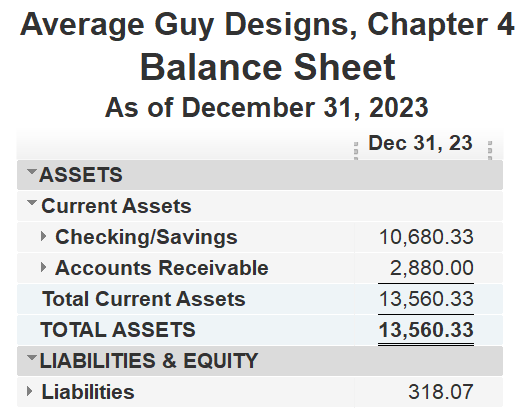 Average Guy Designs, Chapter 4
Balance Sheet
As of December 31, 2023
Dec 31, 23
ASSETS
Current Assets
Checking/Savings 10,680.33
Accounts Receivable 2,880.00
Total Current Assets 13,560.33
TOTAL ASSETS 13,560.33
LIABILITIES & EQUITY
Liabilities 318.07